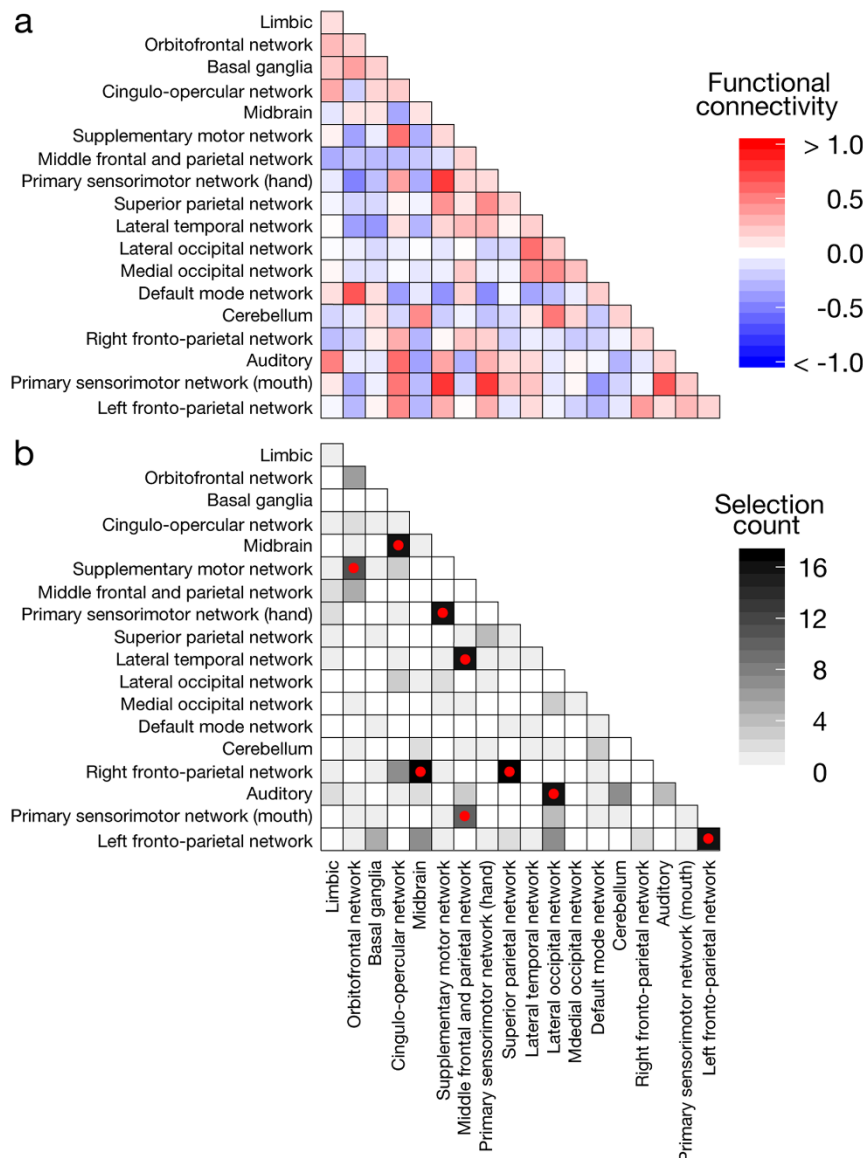 a
Limbic
Orbitofrontal network
Basal ganglia
Cingulo-opercular network
Midbrain
Supplementary motor network
Middle frontal and parietal network
Primary sensorimotor network (hand)
Superior parietal network
Lateral temporal network
Lateral occipital network
Medial occipital network
Default mode network
Cerebellum
Right fronto-parietal network
Auditory
Primary sensorimotor network (mouth)
Left fronto-parietal network
Functional
connectivity
> 1.0
0.5
0.0
-0.5
< -1.0
b
Limbic
Orbitofrontal network
Basal ganglia
Cingulo-opercular network
Midbrain
Supplementary motor network
Middle frontal and parietal network
Primary sensorimotor network (hand)
Superior parietal network
Lateral temporal network
Lateral occipital network
Medial occipital network
Default mode network
Cerebellum
Right fronto-parietal network
Auditory
Primary sensorimotor network (mouth)
Left fronto-parietal network
Selection
count
16
12
8
4
0
Limbic
Orbitofrontal network
Basal ganglia
Cingulo-opercular network
Midbrain
Supplementary motor network
Middle frontal and parietal network
Primary sensorimotor network (hand)
Superior parietal network
Lateral temporal network
Lateral occipital network
Mdedial occipital network
Default mode network
Cerebellum
Right fronto-parietal network
Auditory
Primary sensorimotor network (mouth)
Left fronto-parietal network